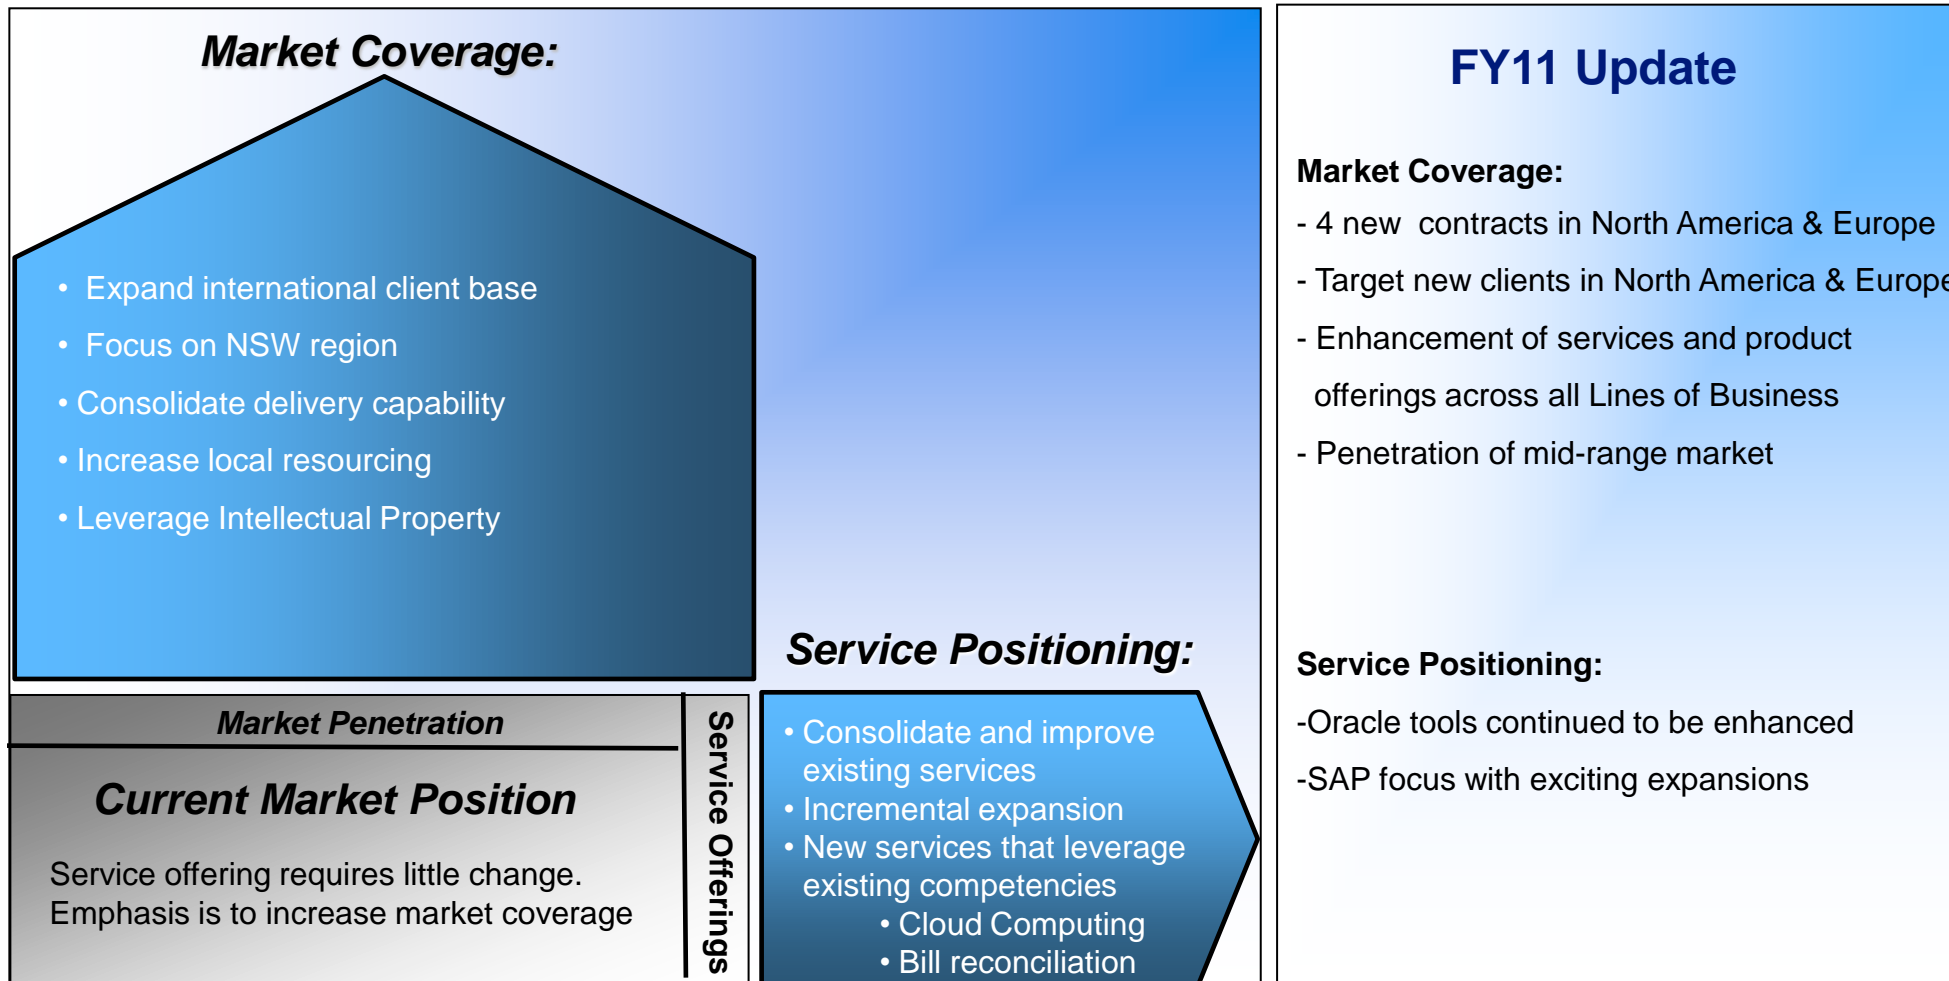 Market Coverage:
• Expand international client base
• Focus on NSW region
• Consolidate delivery capability
• Increase local resourcing
• Leverage Intellectual Property
Market Penetration
Current Market Position
Service offering requires little change.
Emphasis is to increase market coverage
Service Offerings
Service Positioning:
• Consolidate and improve
existing services
• Incremental expansion
• New services that leverage
existing competencies
• Cloud Computing
• Bill reconciliation
FY11 Update
Market Coverage:
- 4 new contracts in North America & Europe
- Target new clients in North America & Europe
- Enhancement of services and product
offerings across all Lines of Business
- Penetration of mid-range market
Service Positioning:
-Oracle tools continued to be enhanced
-SAP focus with exciting expansions